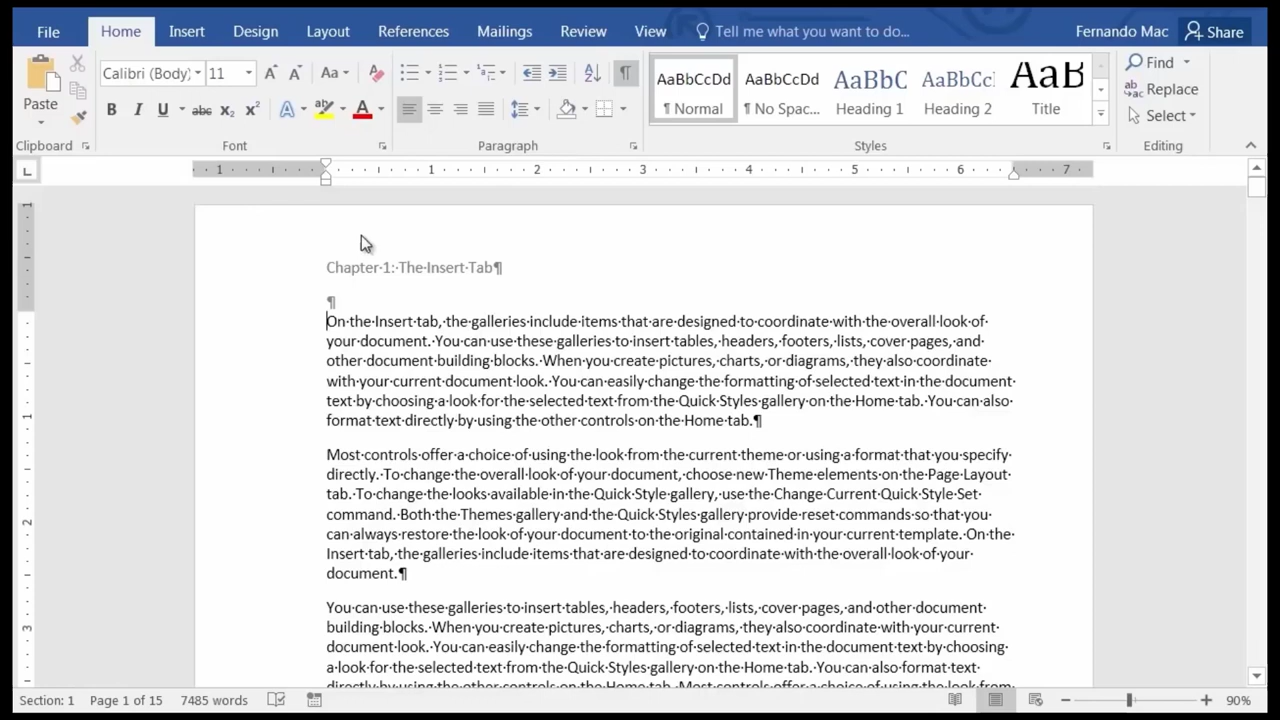 File Home Insert Design Layout References Mailings Review View Tell me what you want to do... Fernando Mac Share
Paste
Calibri (Body) 11 Aa
B I U abc X₂ X² A A
AaBbCcDd AaBbCcDd AaBbC AaBbCcI AaB
¶ Normal ¶ No Spac... Heading 1 Heading 2 Title
Find
Replace
Select
Clipboard Font Paragraph Styles Editing
1 1 2 3 4 5 6 7
Chapter 1: The Insert Tab¶
¶
On the Insert tab, the galleries include items that are designed to coordinate with the overall look of
your document. You can use these galleries to insert tables, headers, footers, lists, cover pages, and
other document building blocks. When you create pictures, charts, or diagrams, they also coordinate
with your current document look. You can easily change the formatting of selected text in the document
text by choosing a look for the selected text from the Quick Styles gallery on the Home tab. You can also
format text directly by using the other controls on the Home tab.¶
Most controls offer a choice of using the look from the current theme or using a format that you specify
directly. To change the overall look of your document, choose new Theme elements on the Page Layout
tab. To change the looks available in the Quick Style gallery, use the Change Current Quick Style Set
command. Both the Themes gallery and the Quick Styles gallery provide reset commands so that you
can always restore the look of your document to the original contained in your current template. On the
Insert tab, the galleries include items that are designed to coordinate with the overall look of your
document.¶
You can use these galleries to insert tables, headers, footers, lists, cover pages, and other document
building blocks. When you create pictures, charts, or diagrams, they also coordinate with your current
document look. You can easily change the formatting of selected text in the document text by choosing
a look for the selected text from the Quick Styles gallery on the Home tab. You can also format text
directly by using the other controls on the Home tab. Most controls offer a choice of using the look from
1
1
2
3
Section: 1 Page 1 of 15 7485 words 90%